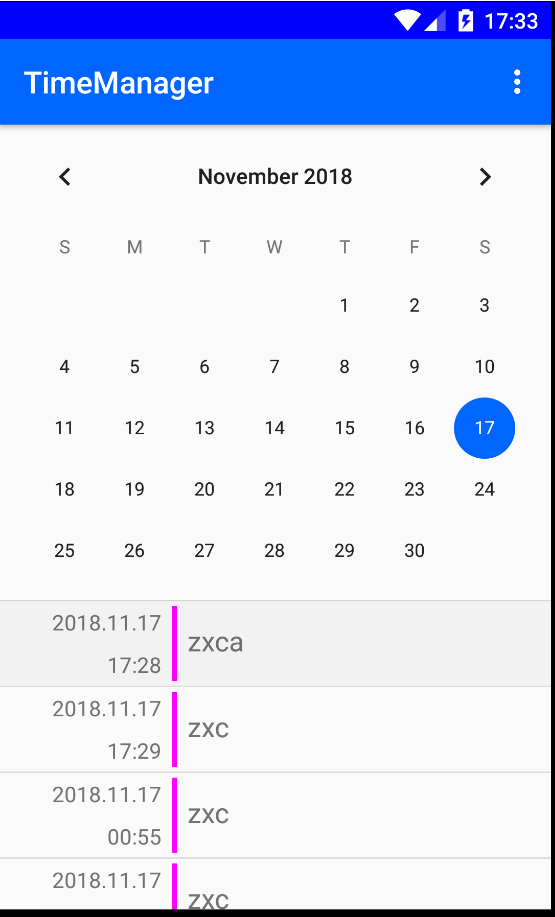 17:33
TimeManager
November 2018
S M T W T F S
1 2 3
4 5 6 7 8 9 10
11 12 13 14 15 16 17
18 19 20 21 22 23 24
25 26 27 28 29 30
2018.11.17
zxca
17:28
2018.11.17
zxc
17:29
2018.11.17
zxc
00:55
2018.11.17
zxc